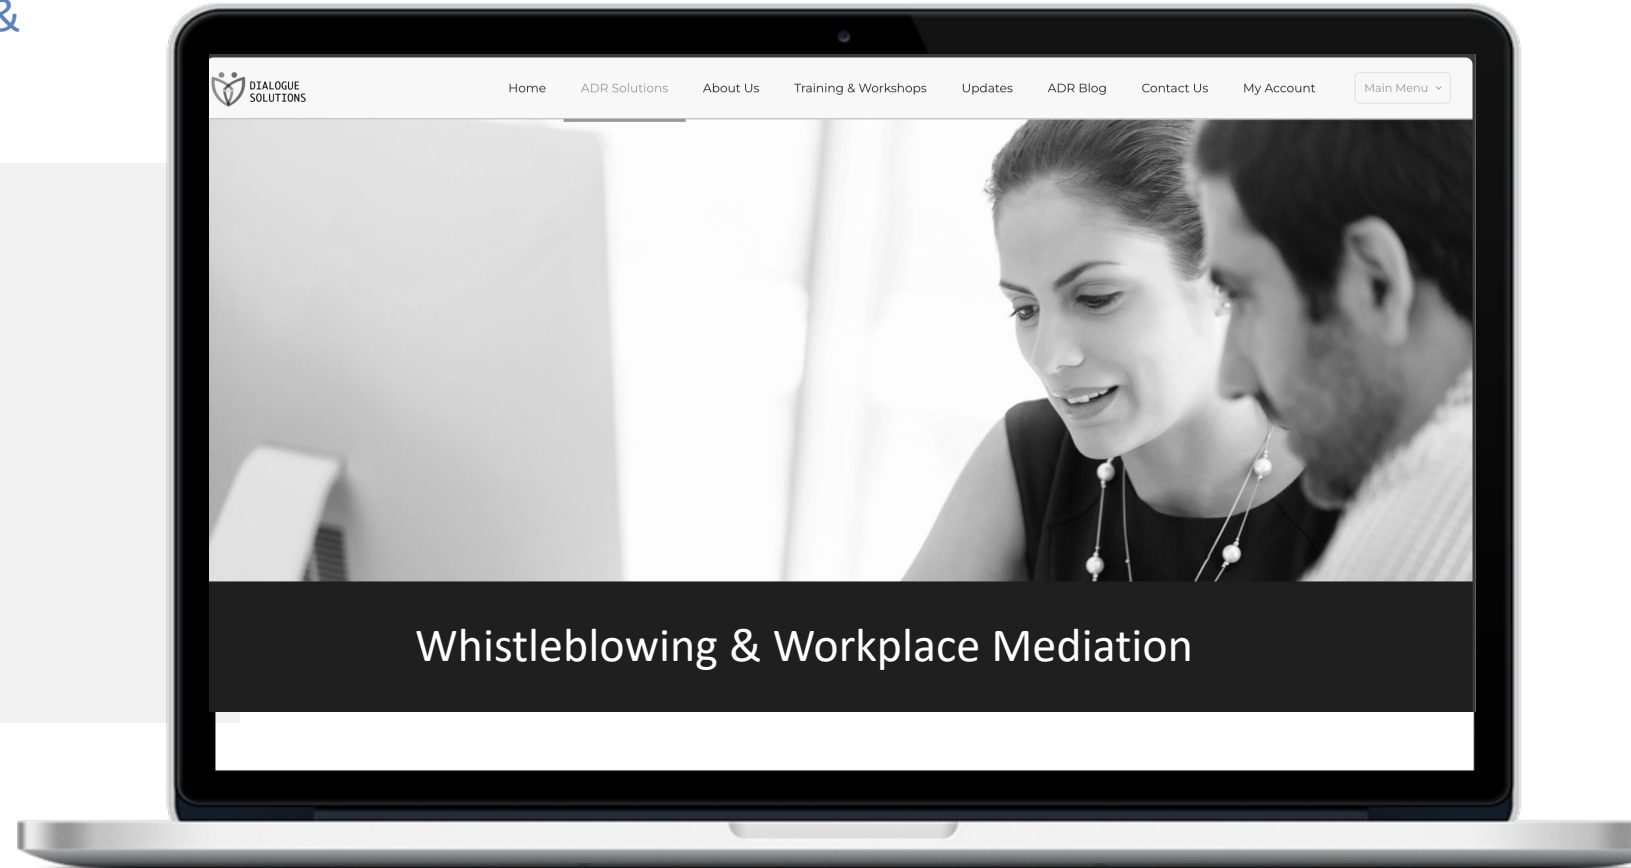 &
DIALOGUE
SOLUTIONS
Home ADR Solutions About Us Training & Workshops Updates ADR Blog Contact Us My Account Main Menu
Whistleblowing & Workplace Mediation